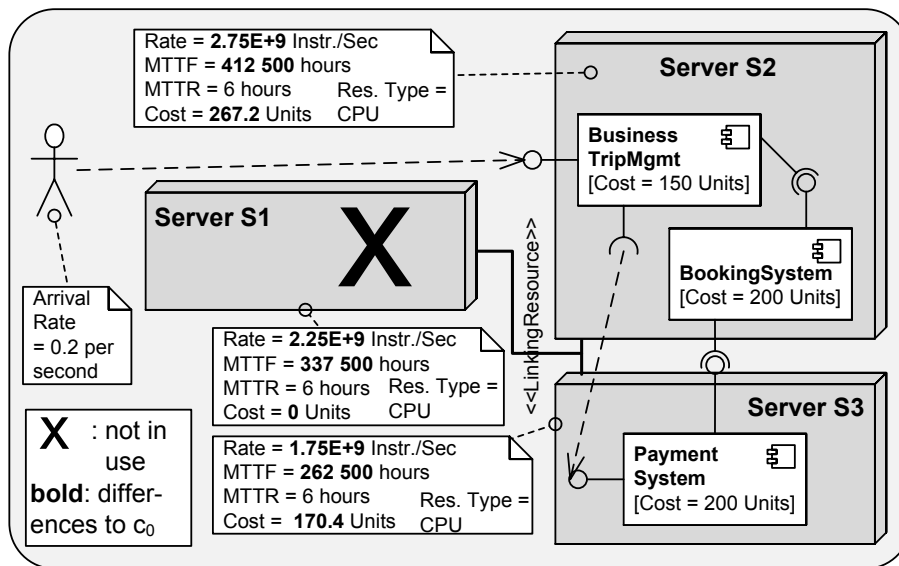 Rate = 2.75E+9 Instr./Sec
MTTF = 412 500 hours
MTTR = 6 hours
Res. Type =
Cost = 267.2 Units
CPU
Server S2
Business
TripMgmt
[Cost = 150 Units]
Server S1
X
<<LinkingResource>>
BookingSystem
[Cost = 200 Units]
Arrival
Rate
= 0.2 per
second
Rate = 2.25E+9 Instr./Sec
MTTF = 337 500 hours
MTTR = 6 hours
Res. Type =
Cost = 0 Units
CPU
Server S3
Rate = 1.75E+9 Instr./Sec
MTTF = 262 500 hours
MTTR = 6 hours
Res. Type =
Cost = 170.4 Units
CPU
Payment
System
[Cost = 200 Units]
X : not in
use
bold: differ-
ences to c0